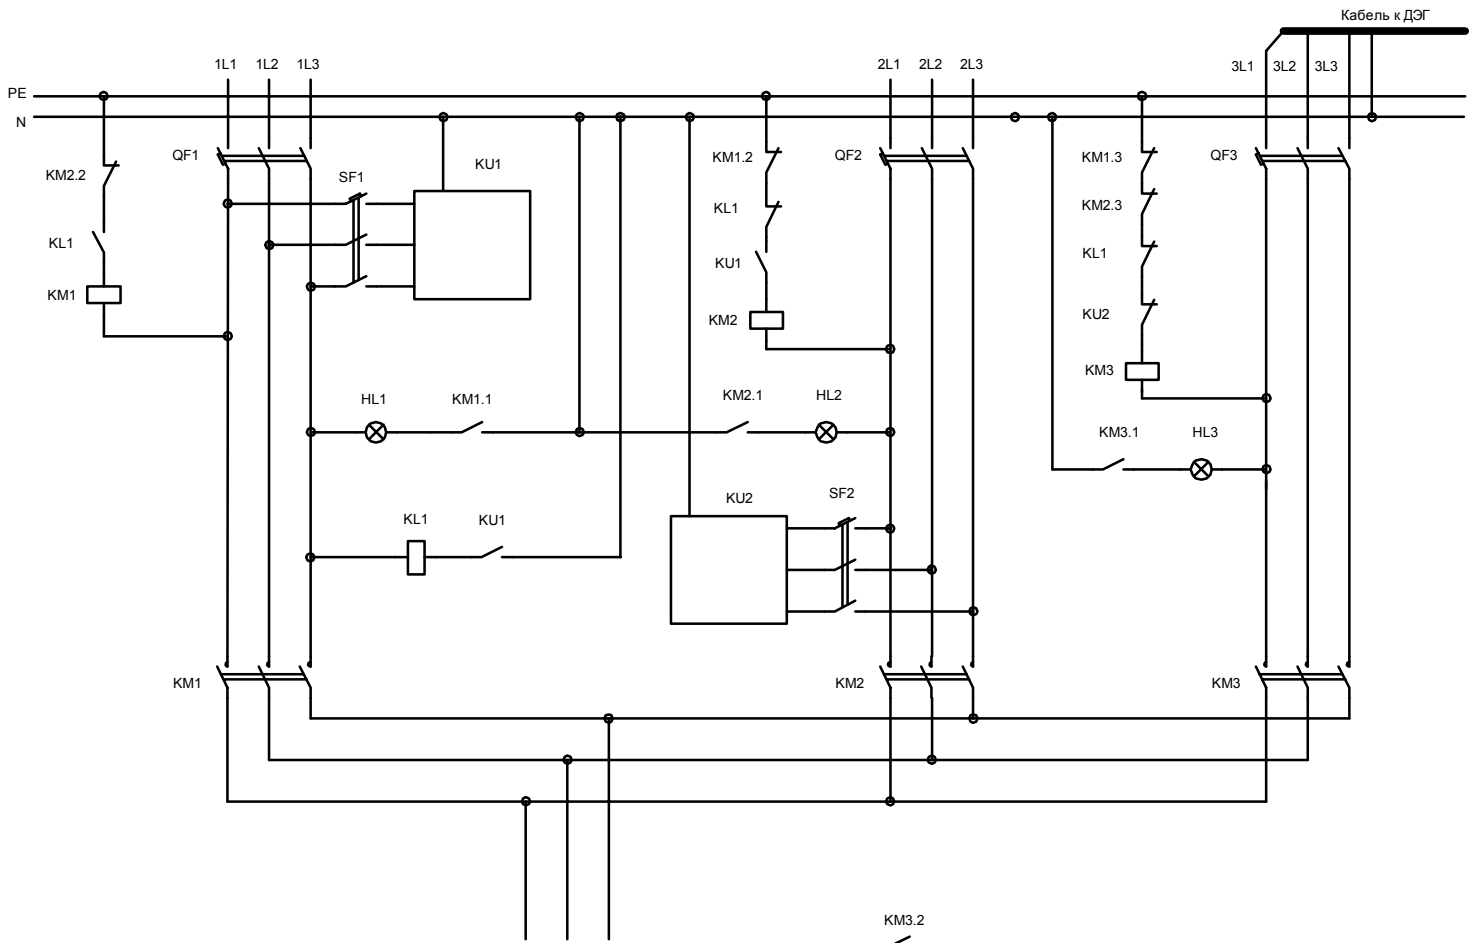 Кабель к ДЭГ
1L1 1L2 1L3 2L1 2L2 2L3 3L1 3L2 3L3
PE
N
QF1 KU1 KM1.2 QF2 KM1.3 QF3
KM2.2 SF1
KL1 KM2.3
KL1 KU1 KL1
KM1 KM2 KU2
KM3
HL1 KM1.1 KM2.1 HL2
KM3.1 HL3
KU2 SF2
KL1 KU1
KM1 KM2 KM3
KM3.2